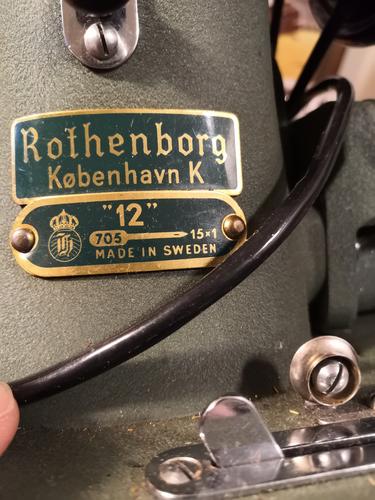 Rothenborg
København K
"12"
705 15×1
MADE IN SWEDEN